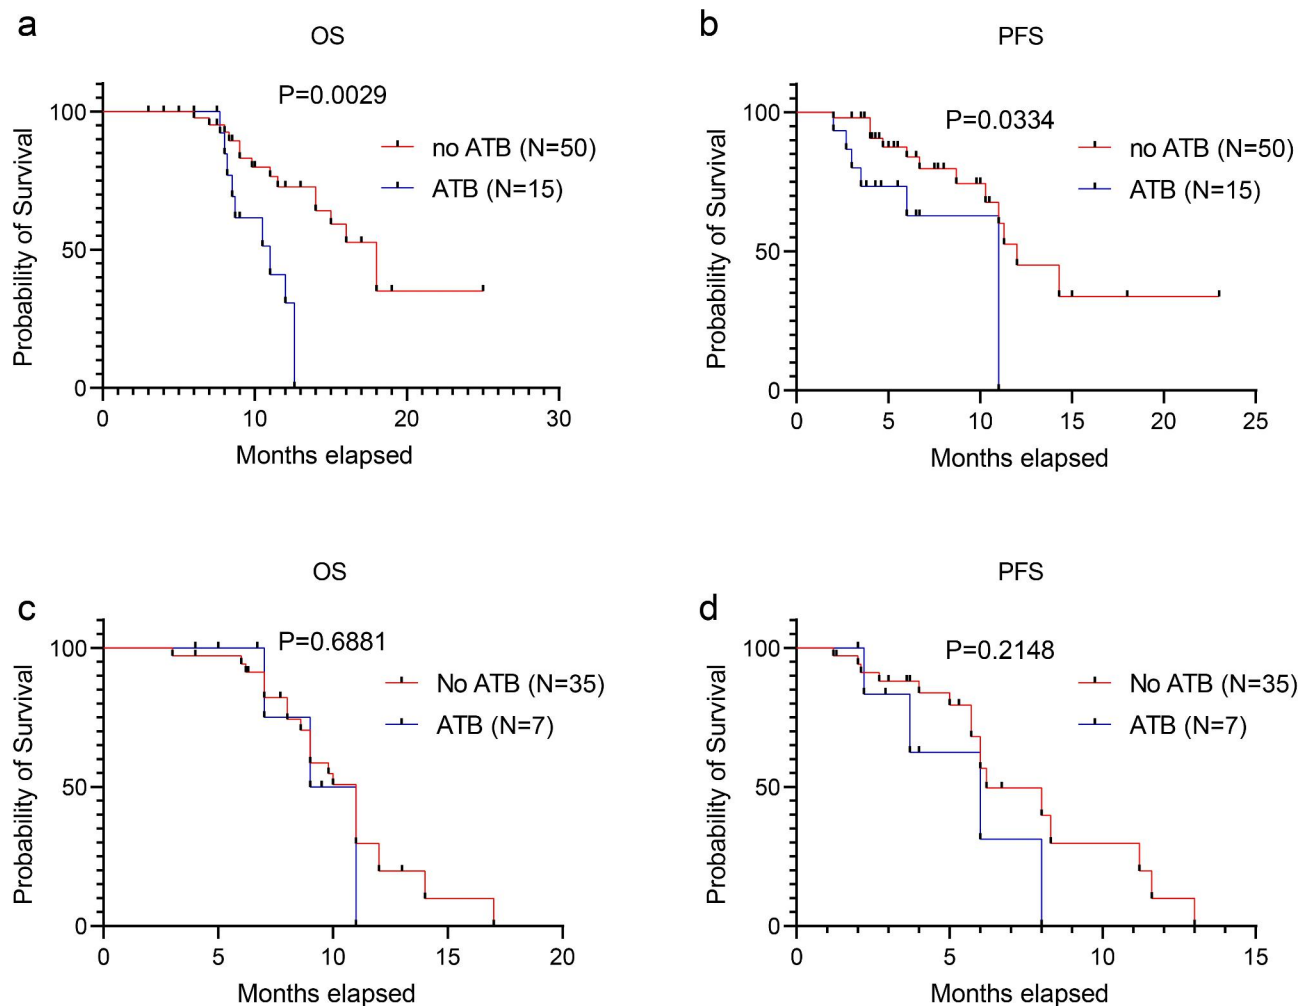 a
OS
P=0.0029
no ATB (N=50)
ATB (N=15)
Probability of Survival
100
50
0
0 10 20 30
Months elapsed
b
PFS
P=0.0334
no ATB (N=50)
ATB (N=15)
Probability of Survival
100
50
0
0 5 10 15 20 25
Months elapsed
c
OS
P=0.6881
No ATB (N=35)
ATB (N=7)
Probability of Survival
100
50
0
0 5 10 15 20
Months elapsed
d
PFS
P=0.2148
No ATB (N=35)
ATB (N=7)
Probability of Survival
100
50
0
0 5 10 15
Months elapsed